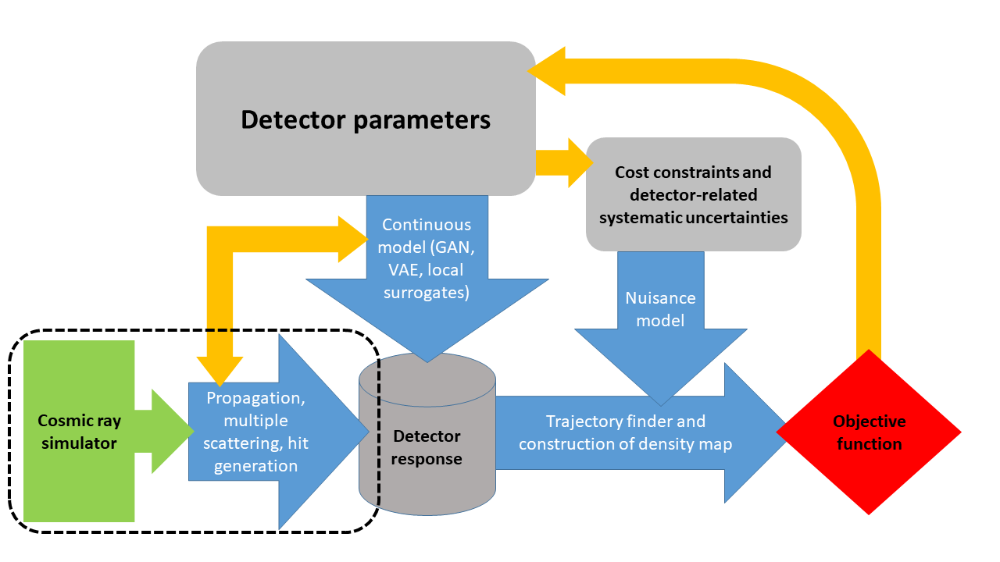 Detector parameters
Cost constraints and
detector-related
systematic uncertainties
Continuous
model (GAN,
VAE, local
surrogates)
Nuisance
model
Cosmic ray
simulator
Propagation,
multiple
scattering, hit
generation
Detector
response
Trajectory finder and
construction of density map
Objective
function